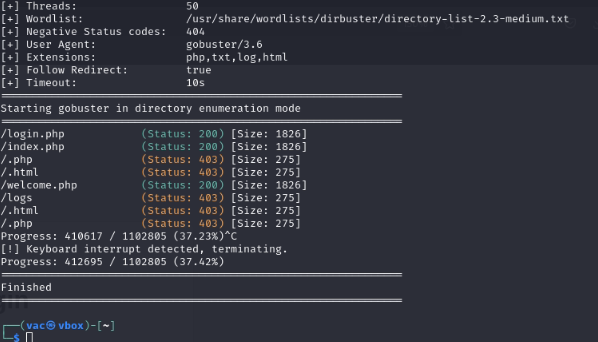 [+] Threads:                 50
[+] Wordlist:                /usr/share/wordlists/dirbuster/directory-list-2.3-medium.txt
[+] Negative Status codes:   404
[+] User Agent:              gobuster/3.6
[+] Extensions:              php,txt,log,html
[+] Follow Redirect:         true
[+] Timeout:                 10s
===============================================================
Starting gobuster in directory enumeration mode
===============================================================
/login.php            (Status: 200) [Size: 1826]
/index.php            (Status: 200) [Size: 1826]
/.php                 (Status: 403) [Size: 275]
/.html                (Status: 403) [Size: 275]
/welcome.php          (Status: 200) [Size: 1826]
/logs                 (Status: 403) [Size: 275]
/.html                (Status: 403) [Size: 275]
/.php                 (Status: 403) [Size: 275]
Progress: 410617 / 1102805 (37.23%)^C
[!] Keyboard interrupt detected, terminating.
Progress: 412695 / 1102805 (37.42%)
===============================================================
Finished
===============================================================
┌──(vac㉿vbox)-[~]
└─$